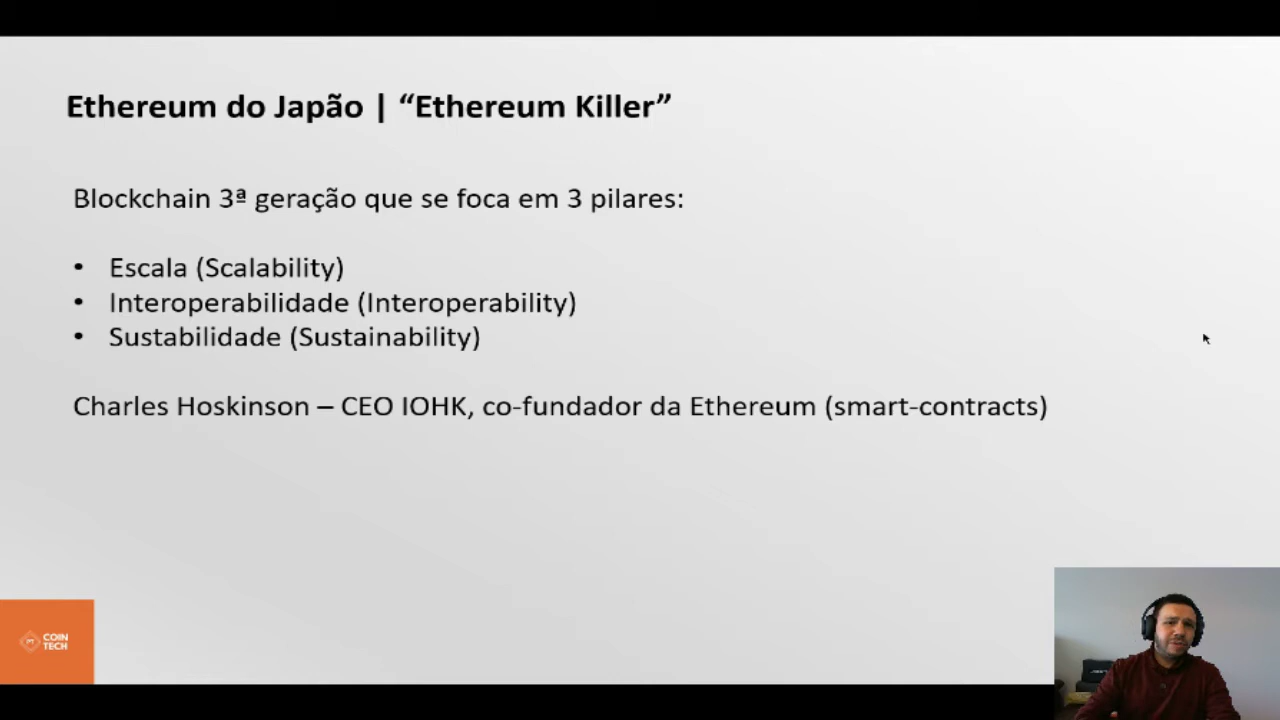 Ethereum do Japão | “Ethereum Killer”
Blockchain 3ª geração que se foca em 3 pilares:
• Escala (Scalability)
• Interoperabilidade (Interoperability)
• Sustabilidade (Sustainability)
Charles Hoskinson – CEO IOHK, co-fundador da Ethereum (smart-contracts)
PT
COIN
TECH